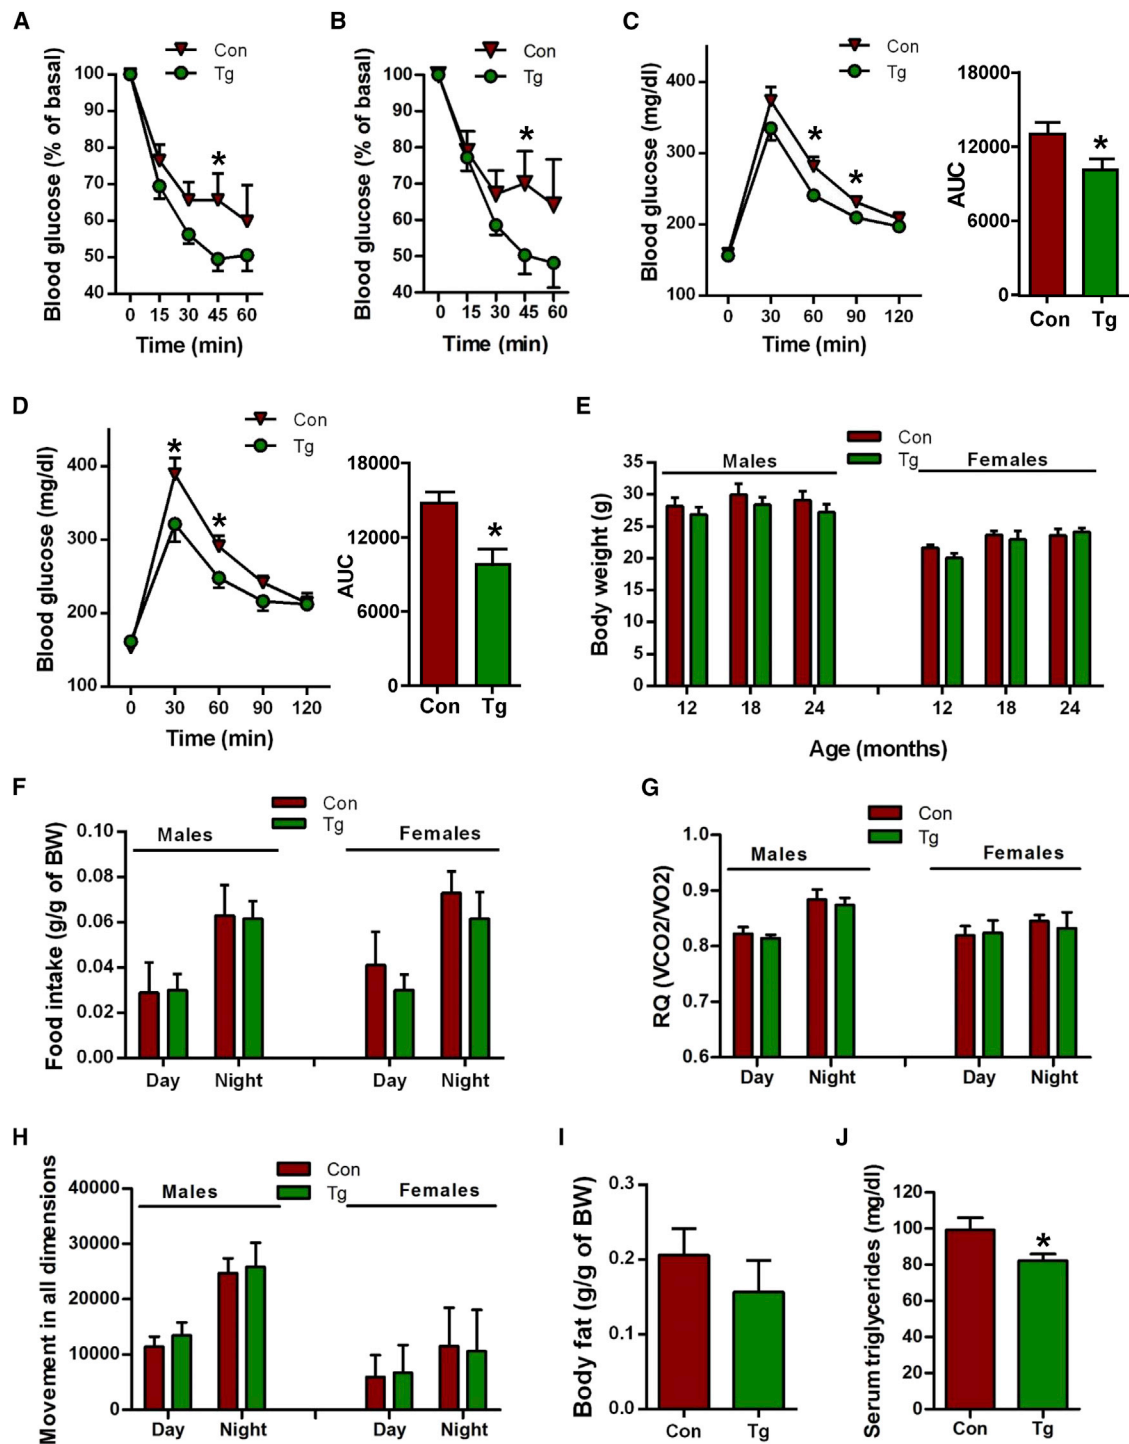 A
Con
Tg
Blood glucose (% of basal)
100
90
80
70
60
50
40
*
0 15 30 45 60
Time (min)
B
Con
Tg
Blood glucose (% of basal)
100
90
80
70
60
50
40
*
0 15 30 45 60
Time (min)
C
Con
Tg
Blood glucose (mg/dl)
400
300
200
100
*
*
0 30 60 90 120
Time (min)
AUC
18000
12000
6000
0
*
Con Tg
D
Con
Tg
Blood glucose (mg/dl)
400
300
200
100
*
*
0 30 60 90 120
Time (min)
AUC
18000
12000
6000
0
*
Con Tg
E
Con
Tg
Males
Females
Body weight (g)
35
30
25
20
15
10
5
0
12 18 24 12 18 24
Age (months)
F
Con
Tg
Males
Females
Food intake (g/g of BW)
0.10
0.08
0.06
0.04
0.02
0.00
Day Night Day Night
G
Con
Tg
Males
Females
RQ (VCO2/VO2)
1.0
0.9
0.8
0.7
0.6
Day Night Day Night
H
Con
Tg
Males
Females
Movement in all dimensions
40000
30000
20000
10000
0
Day Night Day Night
I
Body fat (g/g of BW)
0.3
0.2
0.1
0.0
Con Tg
J
Serum triglycerides (mg/dl)
120
100
80
60
40
20
0
*
Con Tg